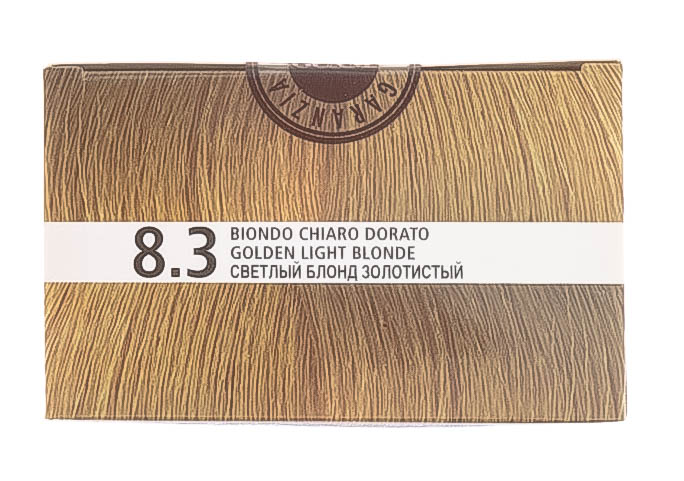 GARANZIA
8.3
BIONDO CHIARO DORATO
GOLDEN LIGHT BLONDE
СВЕТЛЫЙ БЛОНД ЗОЛОТИСТЫЙ